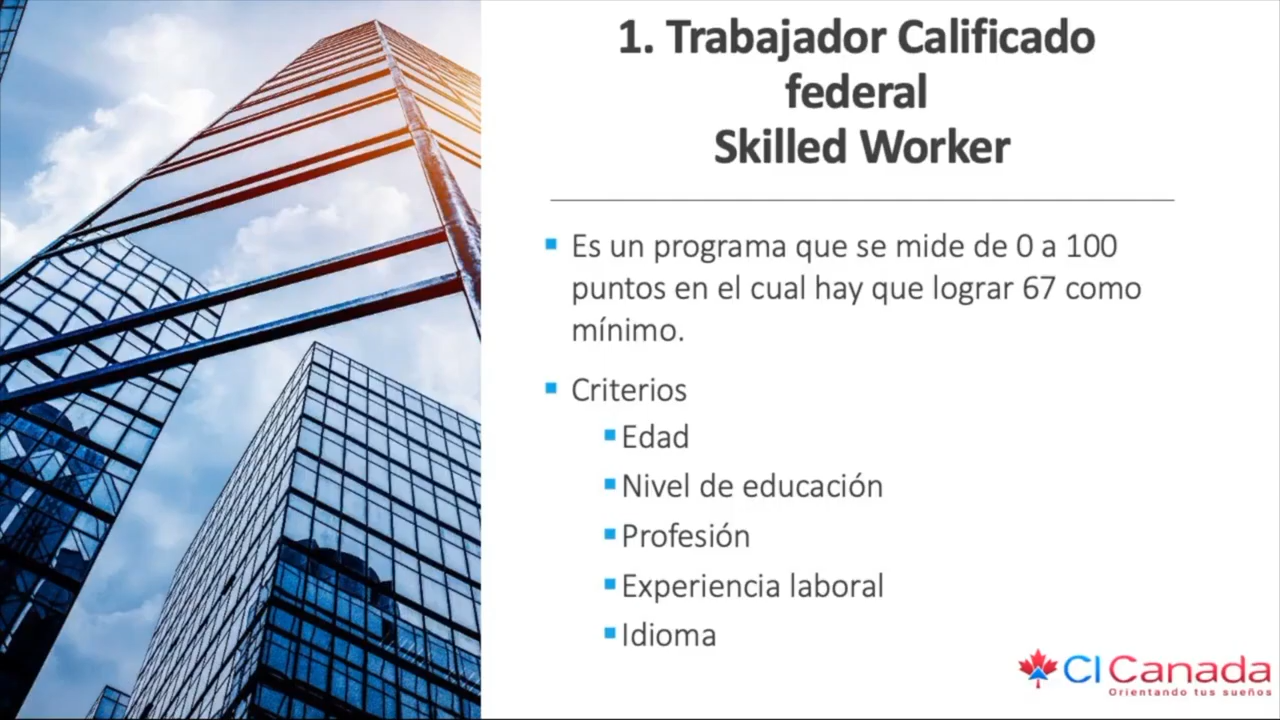 1. Trabajador Calificado
federal
Skilled Worker
Es un programa que se mide de 0 a 100
puntos en el cual hay que lograr 67 como
mínimo.
Criterios
Edad
Nivel de educación
Profesión
Experiencia laboral
Idioma
CI Canada
Orientando tus sueños